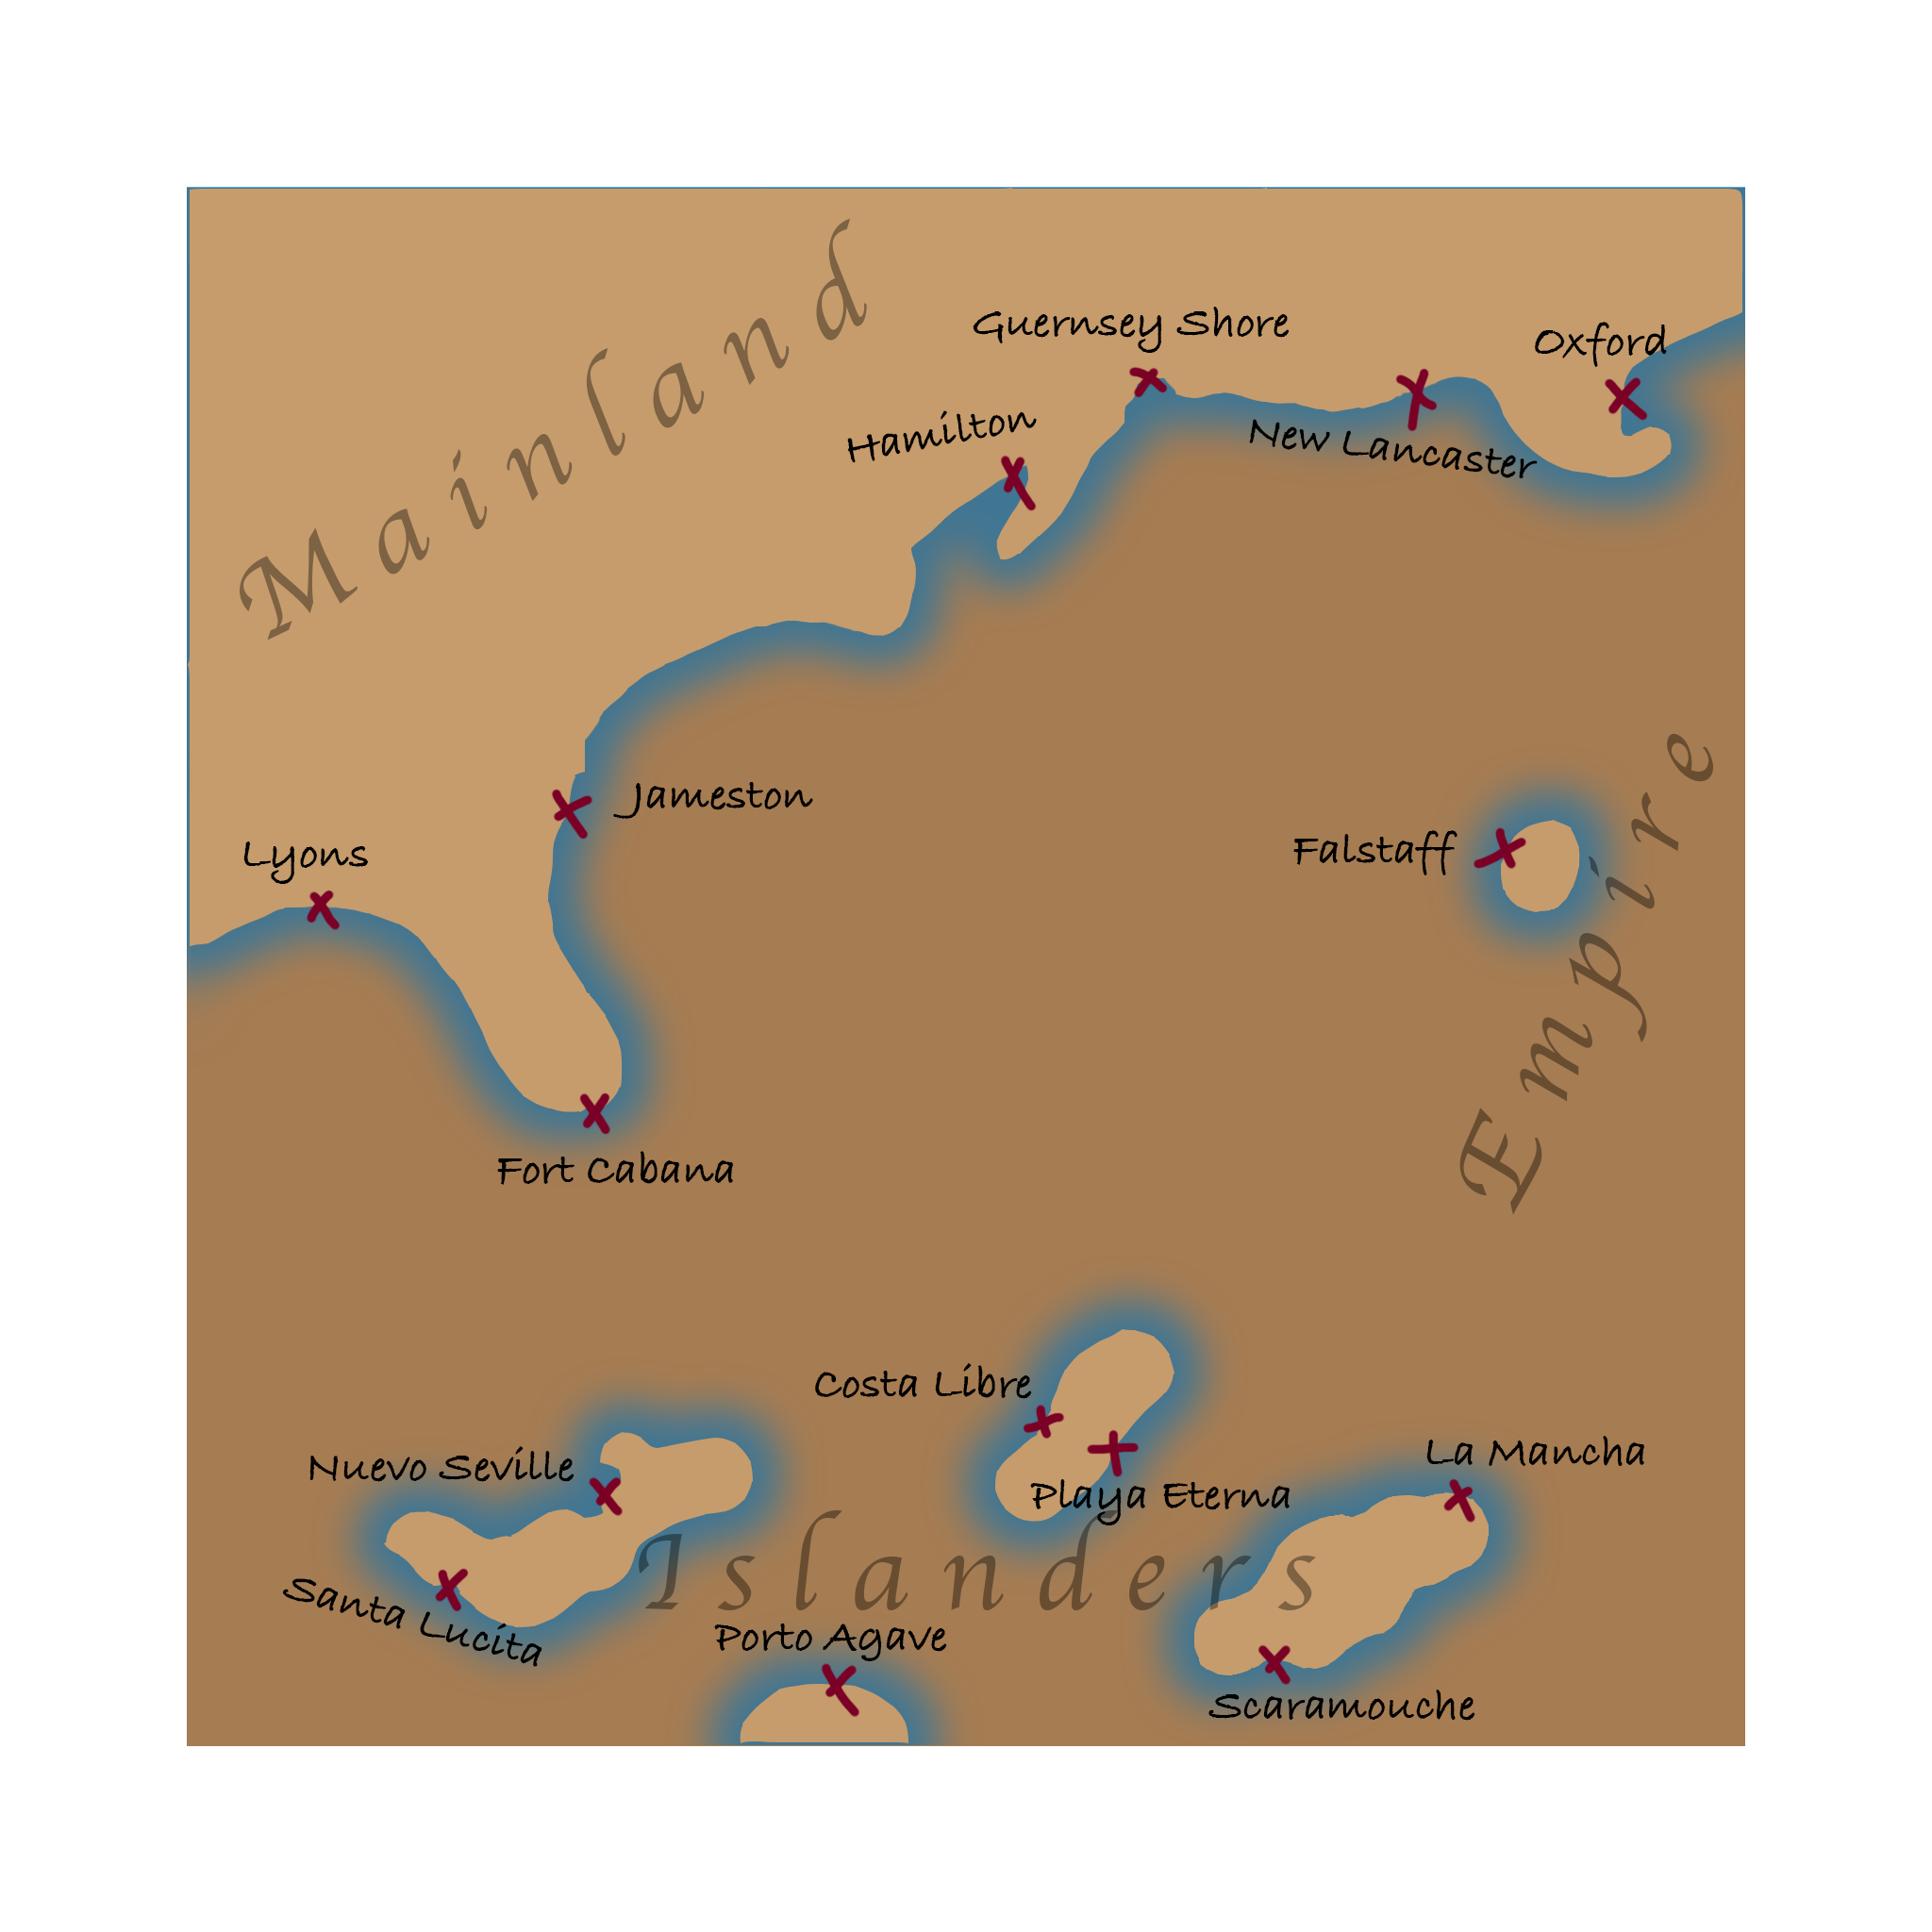 Mainland
Guernsey Shore
Oxford
Hamilton
New Lancaster
Jameston
Lyons
Falstaff
Empire
Fort Cabana
Costa Libre
La Mancha
Nuevo Seville
Playa Eterna
Islanders
Santa Lucita
Porto Agave
Scaramouche